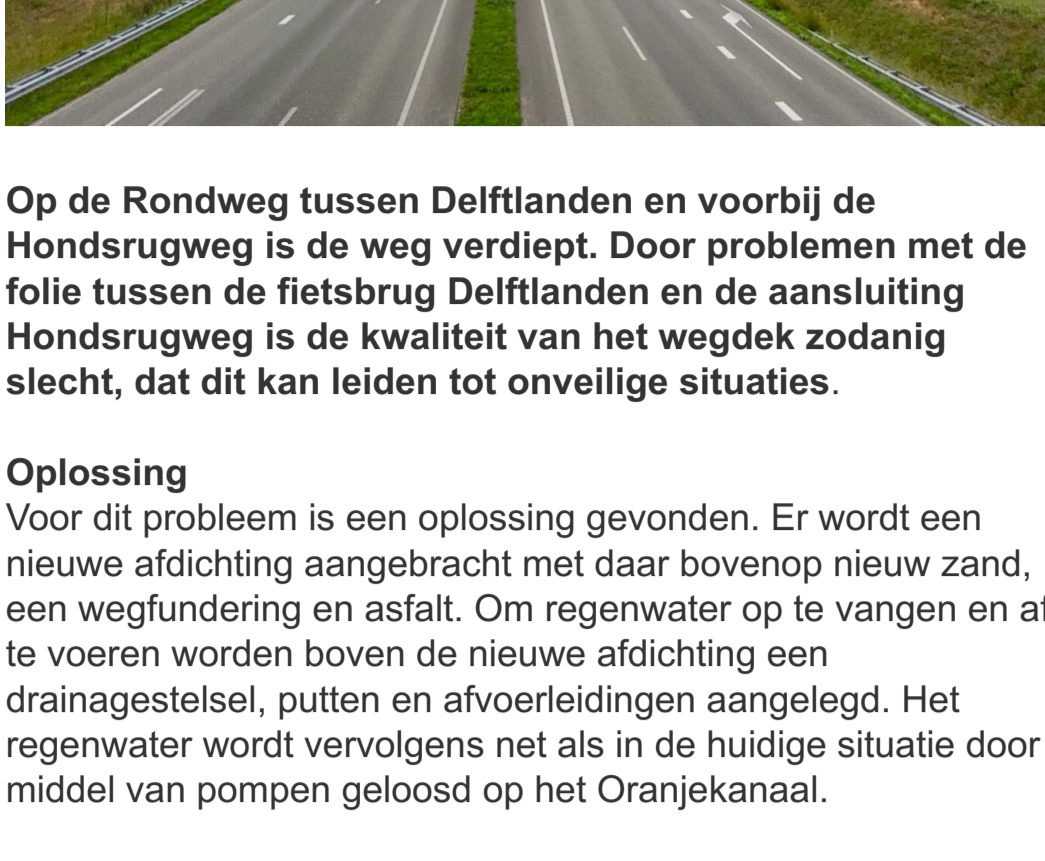 Op de Rondweg tussen Delftlanden en voorbij de
Hondsrugweg is de weg verdiept. Door problemen met de
folie tussen de fietsbrug Delftlanden en de aansluiting
Hondsrugweg is de kwaliteit van het wegdek zodanig
slecht, dat dit kan leiden tot onveilige situaties.
Oplossing
Voor dit probleem is een oplossing gevonden. Er wordt een
nieuwe afdichting aangebracht met daar bovenop nieuw zand,
een wegfundering en asfalt. Om regenwater op te vangen en af
te voeren worden boven de nieuwe afdichting een
drainagestelsel, putten en afvoerleidingen aangelegd. Het
regenwater wordt vervolgens net als in de huidige situatie door
middel van pompen geloosd op het Oranjekanaal.